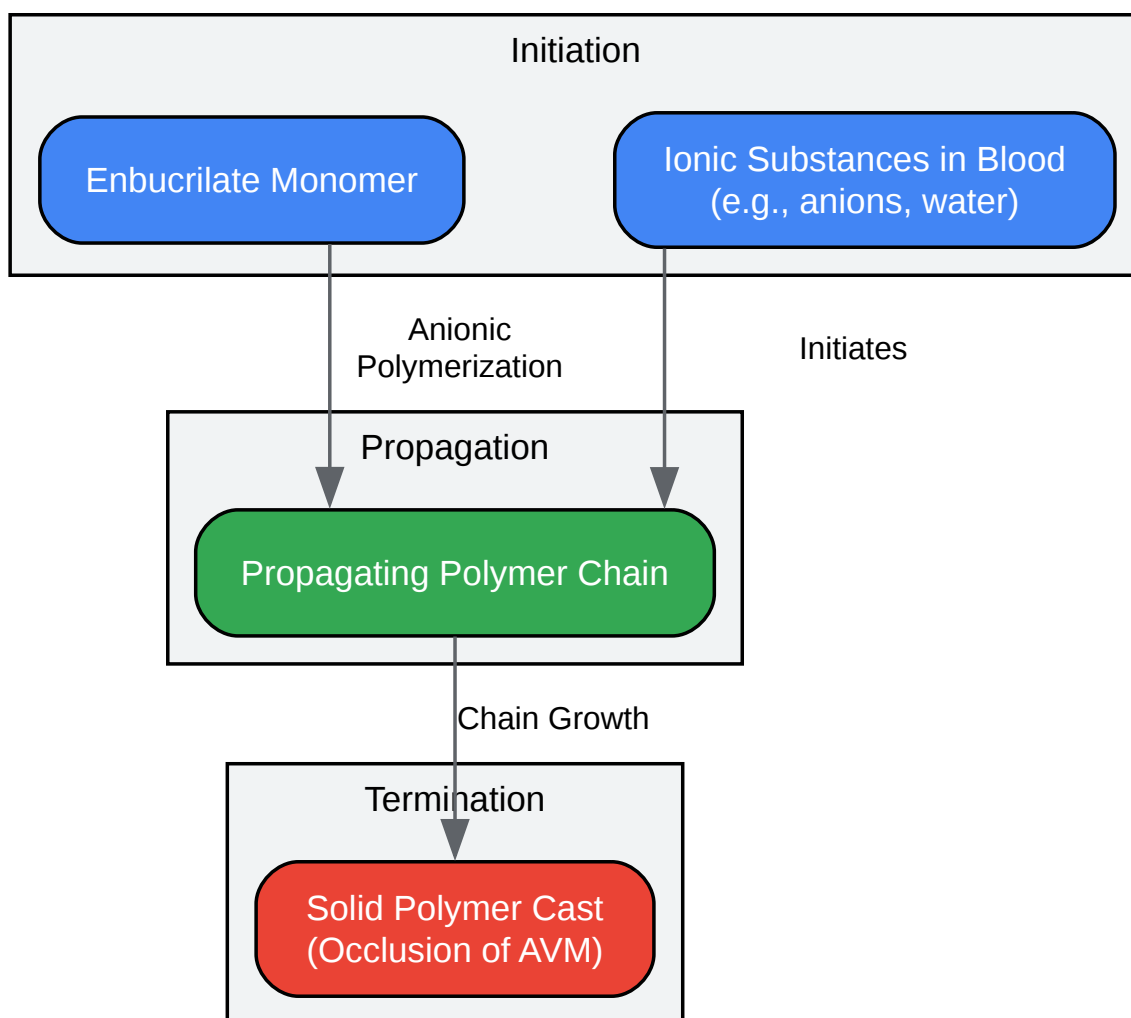 Initiation
Enbucrilate Monomer
Ionic Substances in Blood
(e.g., anions, water)
Anionic
Polymerization
Initiates
Propagation
Propagating Polymer Chain
Chain Growth
Termination
Solid Polymer Cast
(Occlusion of AVM)